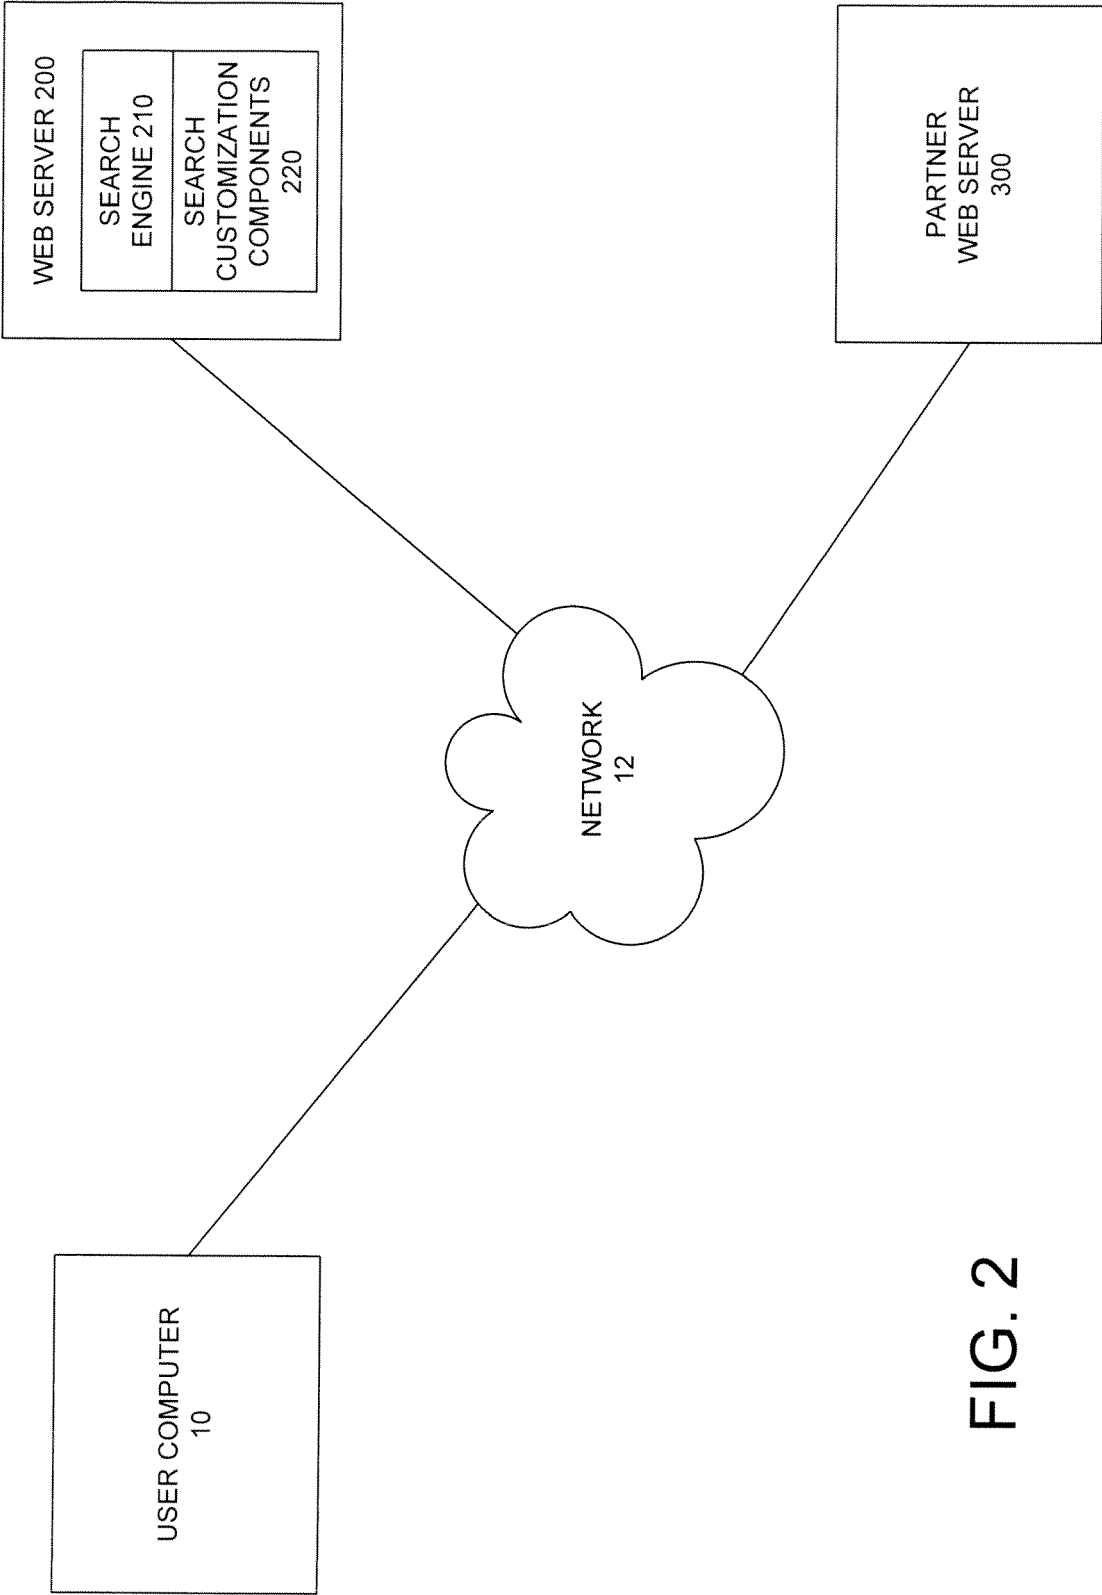 USER COMPUTER
10
NETWORK
12
WEB SERVER 200
SEARCH
ENGINE 210
SEARCH
CUSTOMIZATION
COMPONENTS
220
PARTNER
WEB SERVER
300
FIG. 2